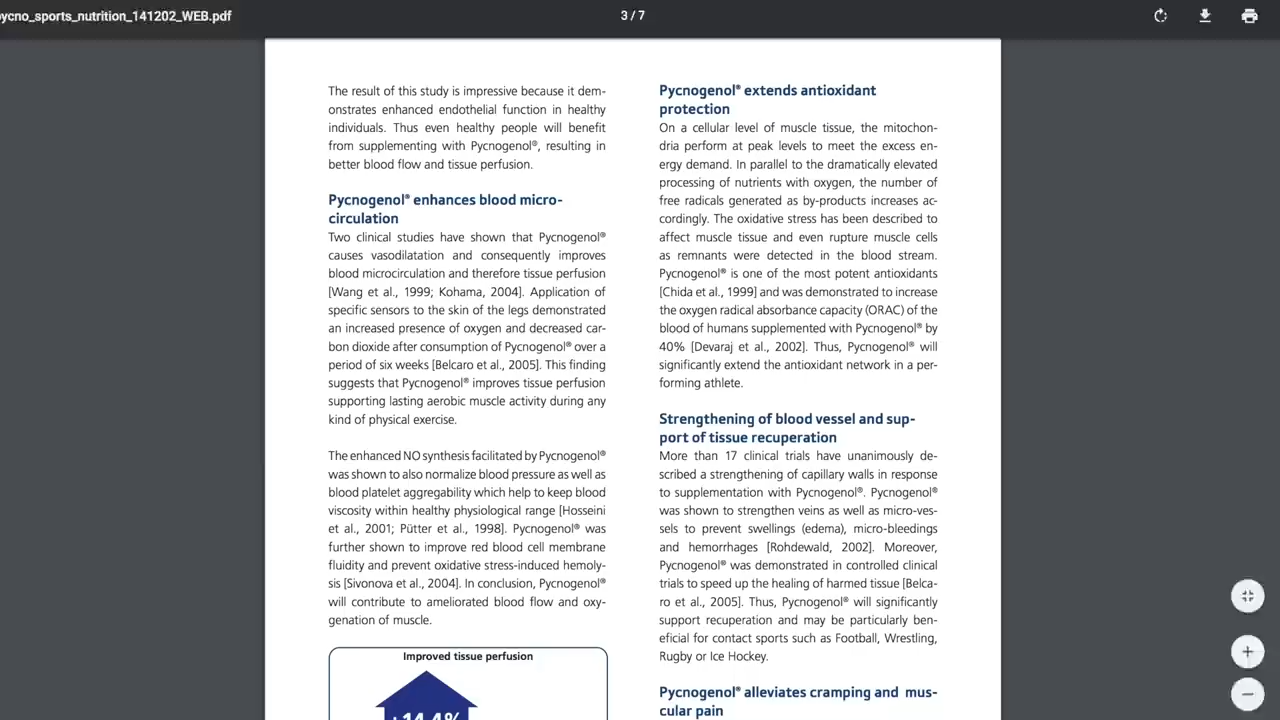 ycno_sports_nutrition_141202_WEB.pdf
3 / 7
The result of this study is impressive because it dem-
onstrates enhanced endothelial function in healthy
individuals. Thus even healthy people will benefit
from supplementing with Pycnogenol®, resulting in
better blood flow and tissue perfusion.
Pycnogenol® enhances blood micro-
circulation
Two clinical studies have shown that Pycnogenol®
causes vasodilatation and consequently improves
blood microcirculation and therefore tissue perfusion
[Wang et al., 1999; Kohama, 2004]. Application of
specific sensors to the skin of the legs demonstrated
an increased presence of oxygen and decreased car-
bon dioxide after consumption of Pycnogenol® over a
period of six weeks [Belcaro et al., 2005]. This finding
suggests that Pycnogenol® improves tissue perfusion
supporting lasting aerobic muscle activity during any
kind of physical exercise.
The enhanced NO synthesis facilitated by Pycnogenol®
was shown to also normalize blood pressure as well as
blood platelet aggregability which help to keep blood
viscosity within healthy physiological range [Hosseini
et al., 2001; Pütter et al., 1998]. Pycnogenol® was
further shown to improve red blood cell membrane
fluidity and prevent oxidative stress-induced hemoly-
sis [Sivonova et al., 2004]. In conclusion, Pycnogenol®
will contribute to ameliorated blood flow and oxy-
genation of muscle.
Improved tissue perfusion
+14.4%
Pycnogenol® extends antioxidant
protection
On a cellular level of muscle tissue, the mitochon-
dria perform at peak levels to meet the excess en-
ergy demand. In parallel to the dramatically elevated
processing of nutrients with oxygen, the number of
free radicals generated as by-products increases ac-
cordingly. The oxidative stress has been described to
affect muscle tissue and even rupture muscle cells
as remnants were detected in the blood stream.
Pycnogenol® is one of the most potent antioxidants
[Chida et al., 1999] and was demonstrated to increase
the oxygen radical absorbance capacity (ORAC) of the
blood of humans supplemented with Pycnogenol® by
40% [Devaraj et al., 2002]. Thus, Pycnogenol® will
significantly extend the antioxidant network in a per-
forming athlete.
Strengthening of blood vessel and sup-
port of tissue recuperation
More than 17 clinical trials have unanimously de-
scribed a strengthening of capillary walls in response
to supplementation with Pycnogenol®. Pycnogenol®
was shown to strengthen veins as well as micro-ves-
sels to prevent swellings (edema), micro-bleedings
and hemorrhages [Rohdewald, 2002]. Moreover,
Pycnogenol® was demonstrated in controlled clinical
trials to speed up the healing of harmed tissue [Belca-
ro et al., 2005]. Thus, Pycnogenol® will significantly
support recuperation and may be particularly ben-
eficial for contact sports such as Football, Wrestling,
Rugby or Ice Hockey.
Pycnogenol® alleviates cramping and mus-
cular pain